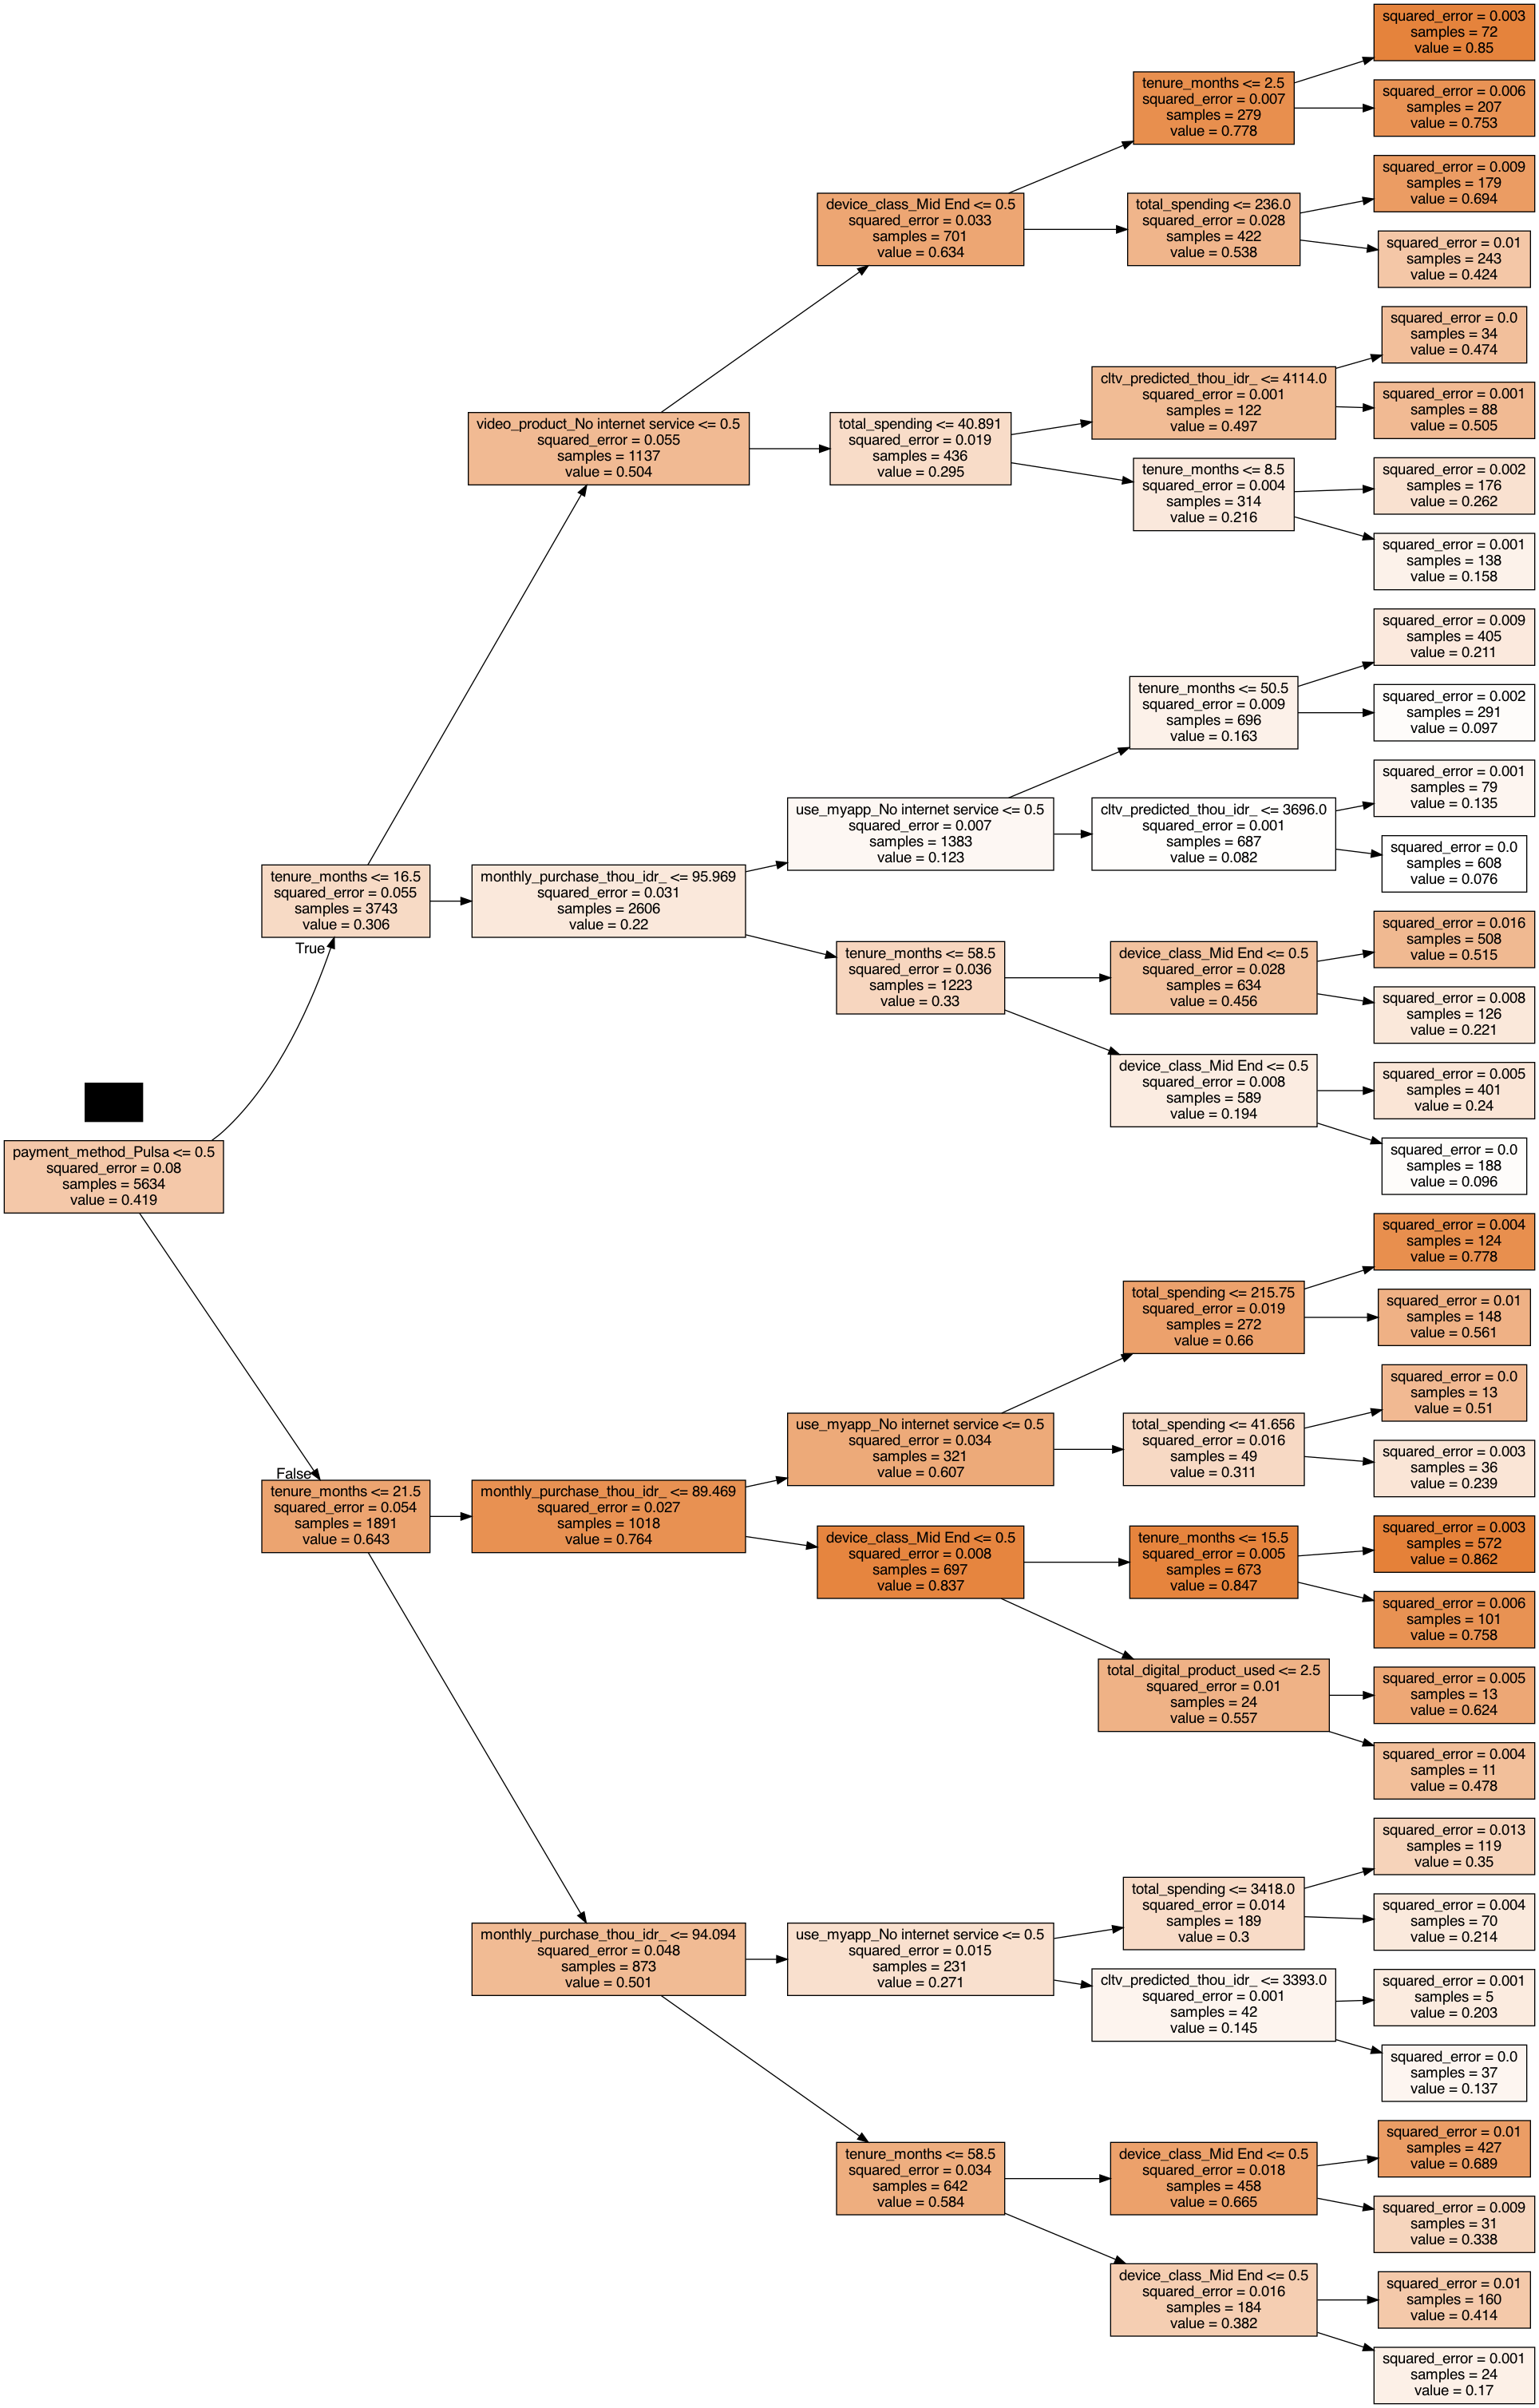 payment_method_Pulsa <= 0.5
squared_error = 0.08
samples = 5634
value = 0.419
True
False
tenure_months <= 16.5
squared_error = 0.055
samples = 3743
value = 0.306
tenure_months <= 21.5
squared_error = 0.054
samples = 1891
value = 0.643
video_product_No internet service <= 0.5
squared_error = 0.055
samples = 1137
value = 0.504
monthly_purchase_thou_idr_ <= 95.969
squared_error = 0.031
samples = 2606
value = 0.22
monthly_purchase_thou_idr_ <= 89.469
squared_error = 0.027
samples = 1018
value = 0.764
monthly_purchase_thou_idr_ <= 94.094
squared_error = 0.048
samples = 873
value = 0.501
device_class_Mid End <= 0.5
squared_error = 0.033
samples = 701
value = 0.634
total_spending <= 40.891
squared_error = 0.019
samples = 436
value = 0.295
use_myapp_No internet service <= 0.5
squared_error = 0.007
samples = 1383
value = 0.123
tenure_months <= 58.5
squared_error = 0.036
samples = 1223
value = 0.33
use_myapp_No internet service <= 0.5
squared_error = 0.034
samples = 321
value = 0.607
device_class_Mid End <= 0.5
squared_error = 0.008
samples = 697
value = 0.837
use_myapp_No internet service <= 0.5
squared_error = 0.015
samples = 231
value = 0.271
tenure_months <= 58.5
squared_error = 0.034
samples = 642
value = 0.584
tenure_months <= 2.5
squared_error = 0.007
samples = 279
value = 0.778
total_spending <= 236.0
squared_error = 0.028
samples = 422
value = 0.538
cltv_predicted_thou_idr_ <= 4114.0
squared_error = 0.001
samples = 122
value = 0.497
tenure_months <= 8.5
squared_error = 0.004
samples = 314
value = 0.216
tenure_months <= 50.5
squared_error = 0.009
samples = 696
value = 0.163
cltv_predicted_thou_idr_ <= 3696.0
squared_error = 0.001
samples = 687
value = 0.082
device_class_Mid End <= 0.5
squared_error = 0.028
samples = 634
value = 0.456
device_class_Mid End <= 0.5
squared_error = 0.008
samples = 589
value = 0.194
total_spending <= 215.75
squared_error = 0.019
samples = 272
value = 0.66
total_spending <= 41.656
squared_error = 0.016
samples = 49
value = 0.311
tenure_months <= 15.5
squared_error = 0.005
samples = 673
value = 0.847
total_digital_product_used <= 2.5
squared_error = 0.01
samples = 24
value = 0.557
total_spending <= 3418.0
squared_error = 0.014
samples = 189
value = 0.3
cltv_predicted_thou_idr_ <= 3393.0
squared_error = 0.001
samples = 42
value = 0.145
device_class_Mid End <= 0.5
squared_error = 0.018
samples = 458
value = 0.665
device_class_Mid End <= 0.5
squared_error = 0.016
samples = 184
value = 0.382
squared_error = 0.003
samples = 72
value = 0.85
squared_error = 0.006
samples = 207
value = 0.753
squared_error = 0.009
samples = 179
value = 0.694
squared_error = 0.01
samples = 243
value = 0.424
squared_error = 0.0
samples = 34
value = 0.474
squared_error = 0.001
samples = 88
value = 0.505
squared_error = 0.002
samples = 176
value = 0.262
squared_error = 0.001
samples = 138
value = 0.158
squared_error = 0.009
samples = 405
value = 0.211
squared_error = 0.002
samples = 291
value = 0.097
squared_error = 0.001
samples = 79
value = 0.135
squared_error = 0.0
samples = 608
value = 0.076
squared_error = 0.016
samples = 508
value = 0.515
squared_error = 0.008
samples = 126
value = 0.221
squared_error = 0.005
samples = 401
value = 0.24
squared_error = 0.0
samples = 188
value = 0.096
squared_error = 0.004
samples = 124
value = 0.778
squared_error = 0.01
samples = 148
value = 0.561
squared_error = 0.0
samples = 13
value = 0.51
squared_error = 0.003
samples = 36
value = 0.239
squared_error = 0.003
samples = 572
value = 0.862
squared_error = 0.006
samples = 101
value = 0.758
squared_error = 0.005
samples = 13
value = 0.624
squared_error = 0.004
samples = 11
value = 0.478
squared_error = 0.013
samples = 119
value = 0.35
squared_error = 0.004
samples = 70
value = 0.214
squared_error = 0.001
samples = 5
value = 0.203
squared_error = 0.0
samples = 37
value = 0.137
squared_error = 0.01
samples = 427
value = 0.689
squared_error = 0.009
samples = 31
value = 0.338
squared_error = 0.01
samples = 160
value = 0.414
squared_error = 0.001
samples = 24
value = 0.17